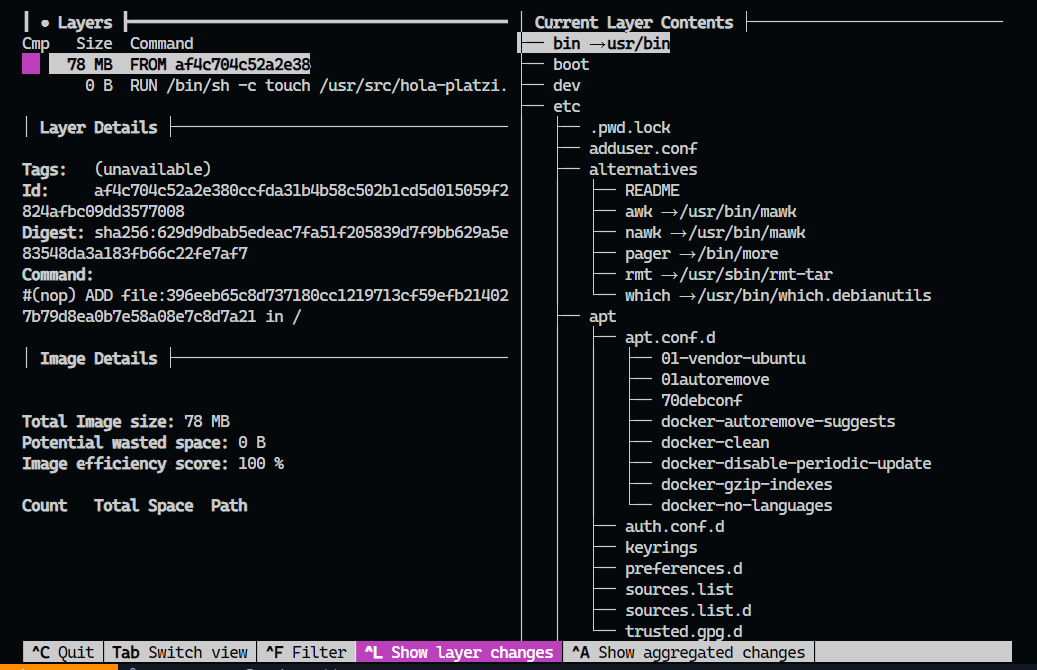 ● Layers
Cmp Size Command
78 MB FROM af4c704c52a2e38
0 B RUN /bin/sh -c touch /usr/src/hola-platzi.
Layer Details
Tags: (unavailable)
Id: af4c704c52a2e380ccfda31b4b58c502b1cd5d015059f2
824afbc09dd3577008
Digest: sha256:629d9dbab5edeac7fa51f205839d7f9bb629a5e
83548da3a183fb66c22fe7af7
Command:
#(nop) ADD file:396eeb65c8d737180cc1219713cf59efb21402
7b79d8ea0b7e58a08e7c8d7a21 in /
Image Details
Total Image size: 78 MB
Potential wasted space: 0 B
Image efficiency score: 100 %
Count Total Space Path
Current Layer Contents
bin → usr/bin
boot
dev
etc
.pwd.lock
adduser.conf
alternatives
README
awk → /usr/bin/mawk
nawk → /usr/bin/mawk
pager → /bin/more
rmt → /usr/sbin/rmt-tar
which → /usr/bin/which.debianutils
apt
apt.conf.d
01-vendor-ubuntu
01autoremove
70debconf
docker-autoremove-suggests
docker-clean
docker-disable-periodic-update
docker-gzip-indexes
docker-no-languages
auth.conf.d
keyrings
preferences.d
sources.list
sources.list.d
trusted.gpg.d
^C Quit Tab Switch view ^F Filter ^L Show layer changes ^A Show aggregated changes